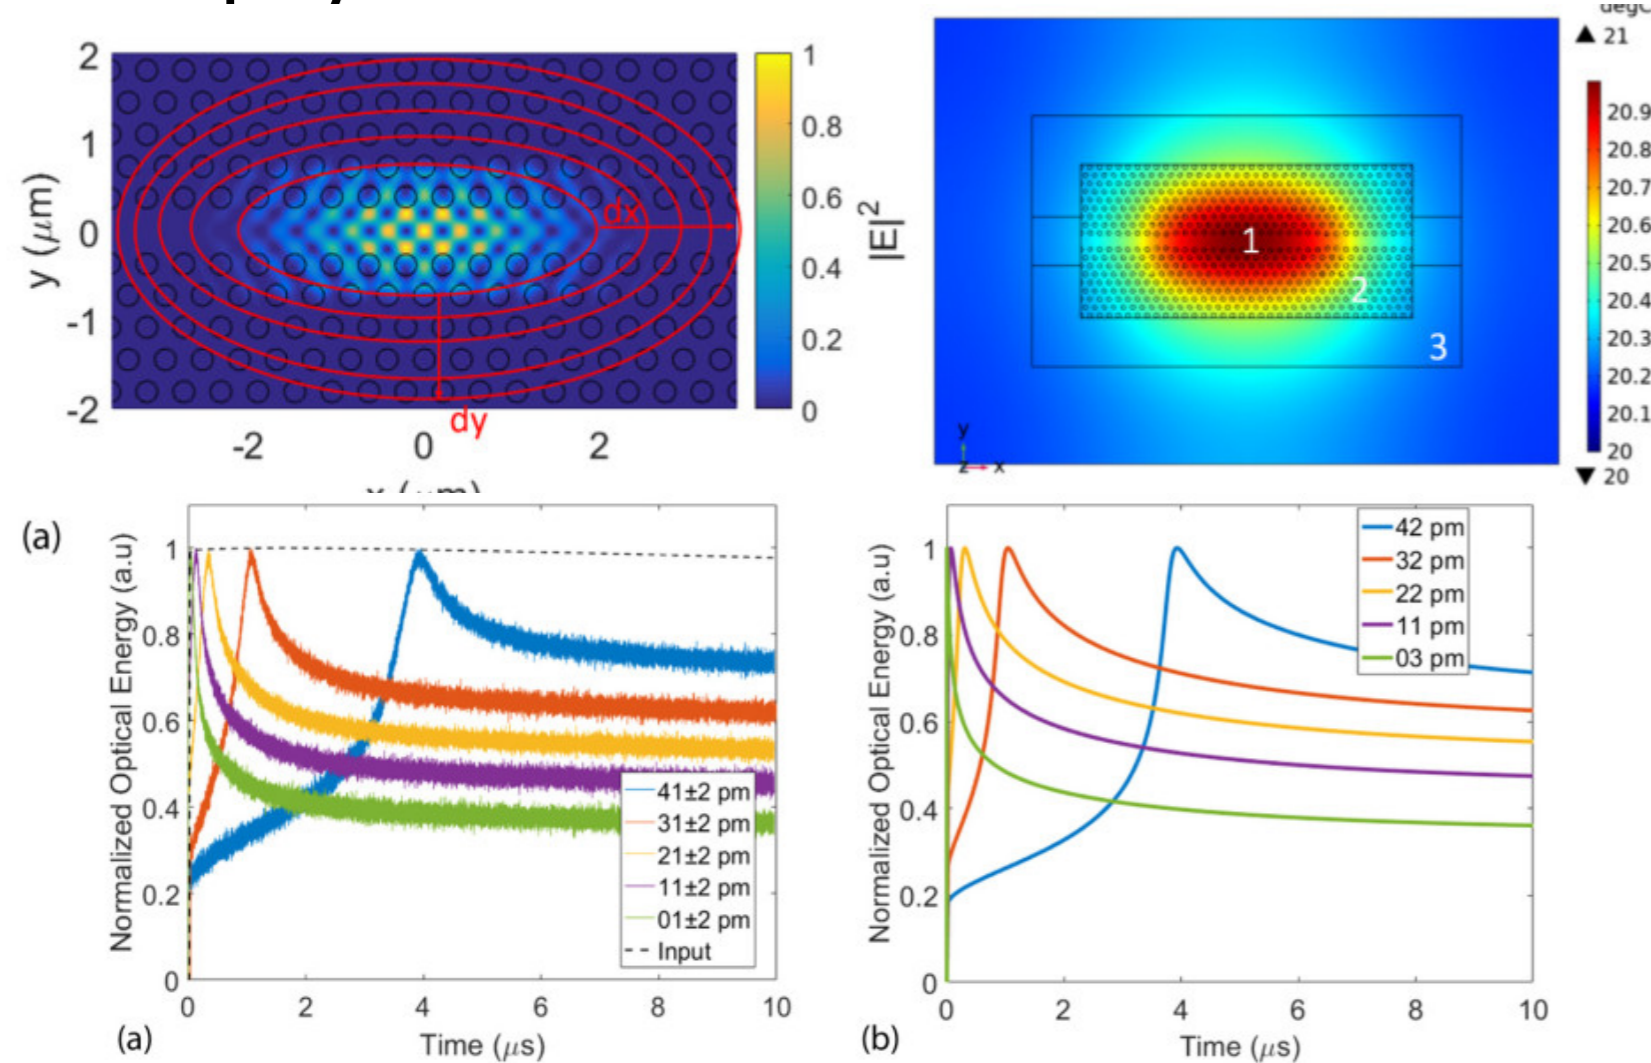 degC
▲ 21
2
1
0
-1
-2
y (μm)
-2
0
2
dx
dy
1
0.8
0.6
0.4
0.2
0
|E|²
1
2
3
y
z
x
20.9
20.8
20.7
20.6
20.5
20.4
20.3
20.2
20.1
20
▼ 20
x (μm)
(a)
Normalized Optical Energy (a.u)
1
0.8
0.6
0.4
0.2
0
0
2
4
6
8
10
41±2 pm
31±2 pm
21±2 pm
11±2 pm
01±2 pm
Input
(a)
Time (μs)
Normalized Optical Energy (a.u)
1
0.8
0.6
0.4
0.2
0
0
2
4
6
8
10
42 pm
32 pm
22 pm
11 pm
03 pm
(b)
Time (μs)